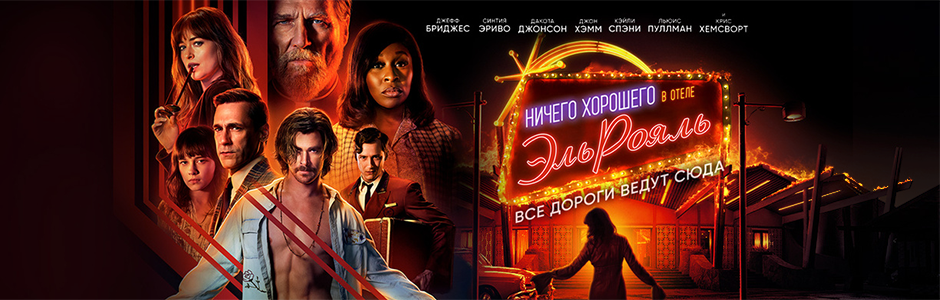 ДЖЕФФ СИНТИЯ ДАКОТА ДЖОН КЭЙЛИ ЛЬЮИС И КРИС
БРИДЖЕС ЭРИВО ДЖОНСОН ХЭММ СПЭНИ ПУЛЛМАН ХЕМСВОРТ
НИЧЕГО ХОРОШЕГО В ОТЕЛЕ
Эль Рояль
ВСЕ ДОРОГИ ВЕДУТ СЮДА